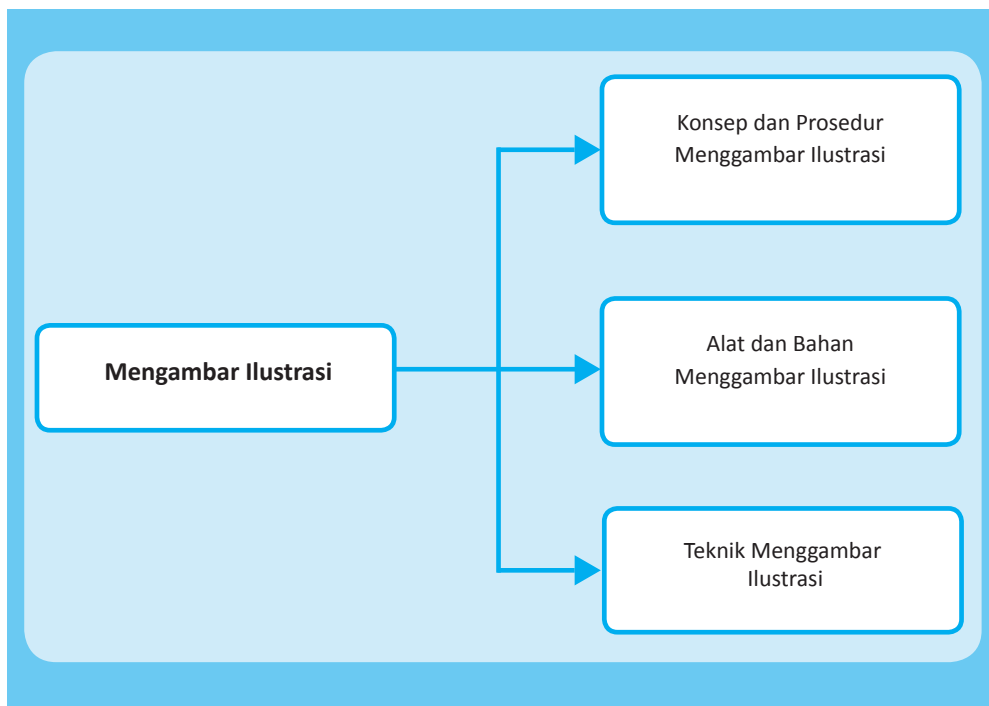 Konsep dan Prosedur
Menggambar Ilustrasi
Mengambar Ilustrasi
Alat dan Bahan
Menggambar Ilustrasi
Teknik Menggambar
Ilustrasi